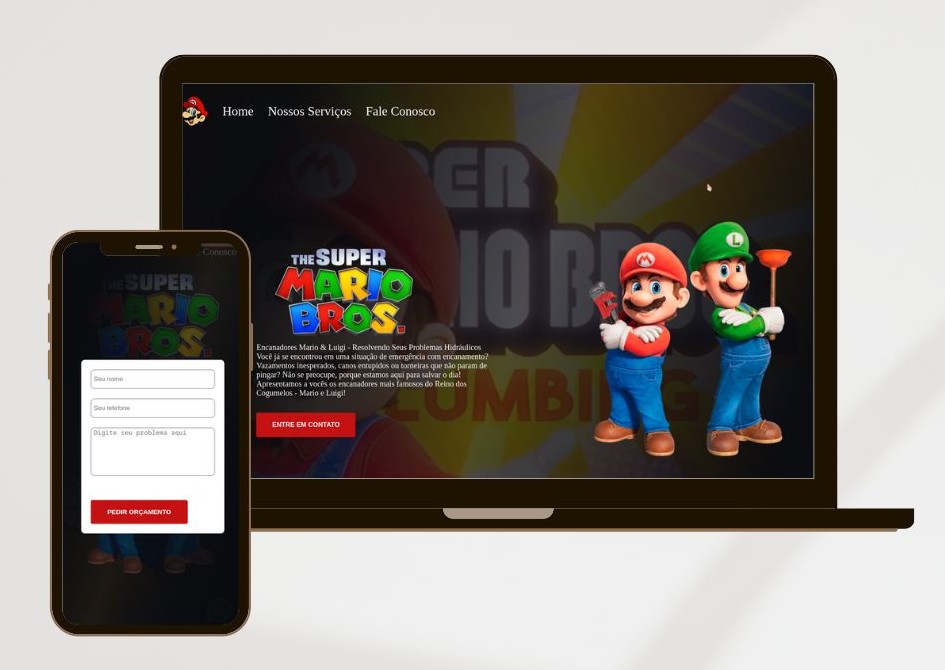 Home Nossos Serviços Fale Conosco
THE SUPER
MARIO
BROS.
Encanadores Mario & Luigi - Resolvendo Seus Problemas Hidráulicos
Você já se encontrou em uma situação de emergência com encanamento?
Vazamentos inesperados, canos entupidos ou torneiras que não param de
pingar? Não se preocupe, porque estamos aqui para salvar o dia!
Apresentamos a vocês os encanadores mais famosos do Reino dos
Cogumelos - Mario e Luigi!
ENTRE EM CONTATO
M
L
Conosco
SUPER
MARIO
BROS.
Seu nome
Seu telefone
Digite seu problema aqui
PEDIR ORÇAMENTO